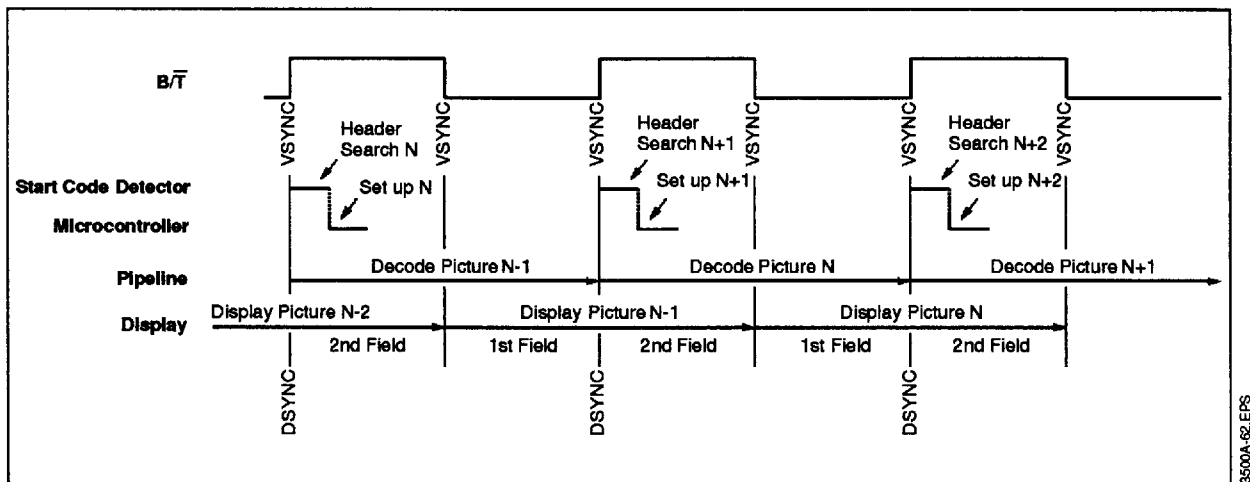 B/T̅
VSYNC
VSYNC
VSYNC
VSYNC
VSYNC
VSYNC
Header
Search N
Header
Search N+1
Header
Search N+2
Start Code Detector
Set up N
Set up N+1
Set up N+2
Microcontroller
Pipeline
Decode Picture N-1
Decode Picture N
Decode Picture N+1
Display
Display Picture N-2
Display Picture N-1
Display Picture N
2nd Field
1st Field
2nd Field
1st Field
2nd Field
DSYNC
DSYNC
DSYNC
3500A-62.EPS